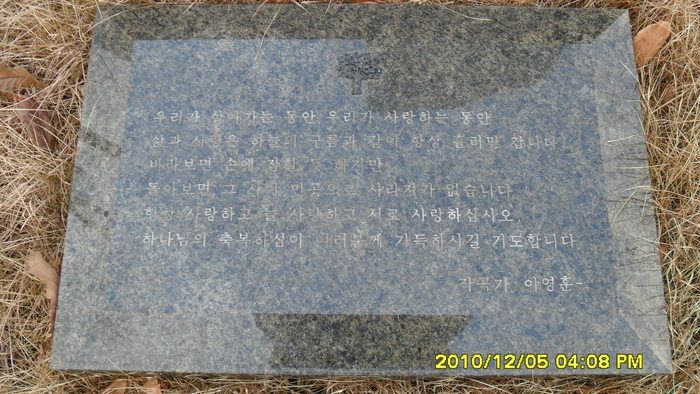 우리가 살아가는 동안 우리가 사랑하는 동안
삶과 사랑은 하늘의 구름과 같이 항상 흘러만 갑니다
바라보면 손에 잡힐 듯 하지만
돌아보면 그 사이 먼곳으로 사라져가 없습니다
항상 사랑하고 늘 사랑하고 서로 사랑하십시오.
하나님의 축복하심이 여러분께 가득하시길 기도합니다.
작곡가 이영훈-
2010/12/05 04:08 PM